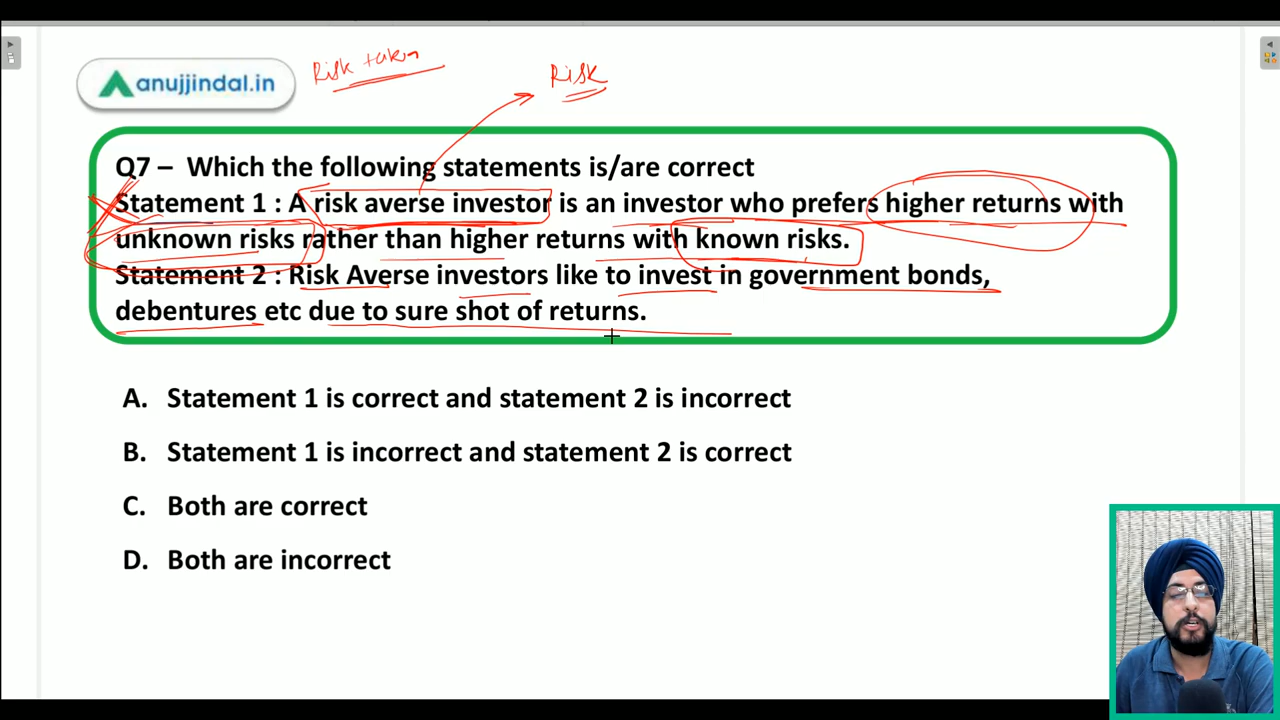 Risk taken
Risk
anujjindal.in
Q7 – Which the following statements is/are correct
Statement 1 : A risk averse investor is an investor who prefers higher returns with
unknown risks rather than higher returns with known risks.
Statement 2 : Risk Averse investors like to invest in government bonds,
debentures etc due to sure shot of returns.
A. Statement 1 is correct and statement 2 is incorrect
B. Statement 1 is incorrect and statement 2 is correct
C. Both are correct
D. Both are incorrect